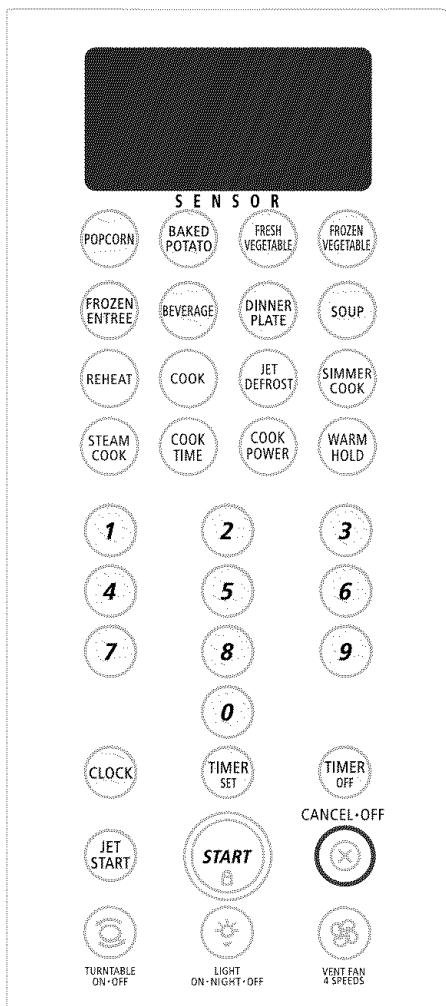 SENSOR
POPCORN
BAKED
POTATO
FRESH
VEGETABLE
FROZEN
VEGETABLE
FROZEN
ENTREE
BEVERAGE
DINNER
PLATE
SOUP
REHEAT
COOK
JET
DEFROST
SIMMER
COOK
STEAM
COOK
COOK
TIME
COOK
POWER
WARM
HOLD
1
2
3
4
5
6
7
8
9
0
CLOCK
TIMER
SET
TIMER
OFF
CANCEL•OFF
JET
START
START
TURNTABLE
ON•OFF
LIGHT
ON•NIGHT•OFF
VENT FAN
4 SPEEDS